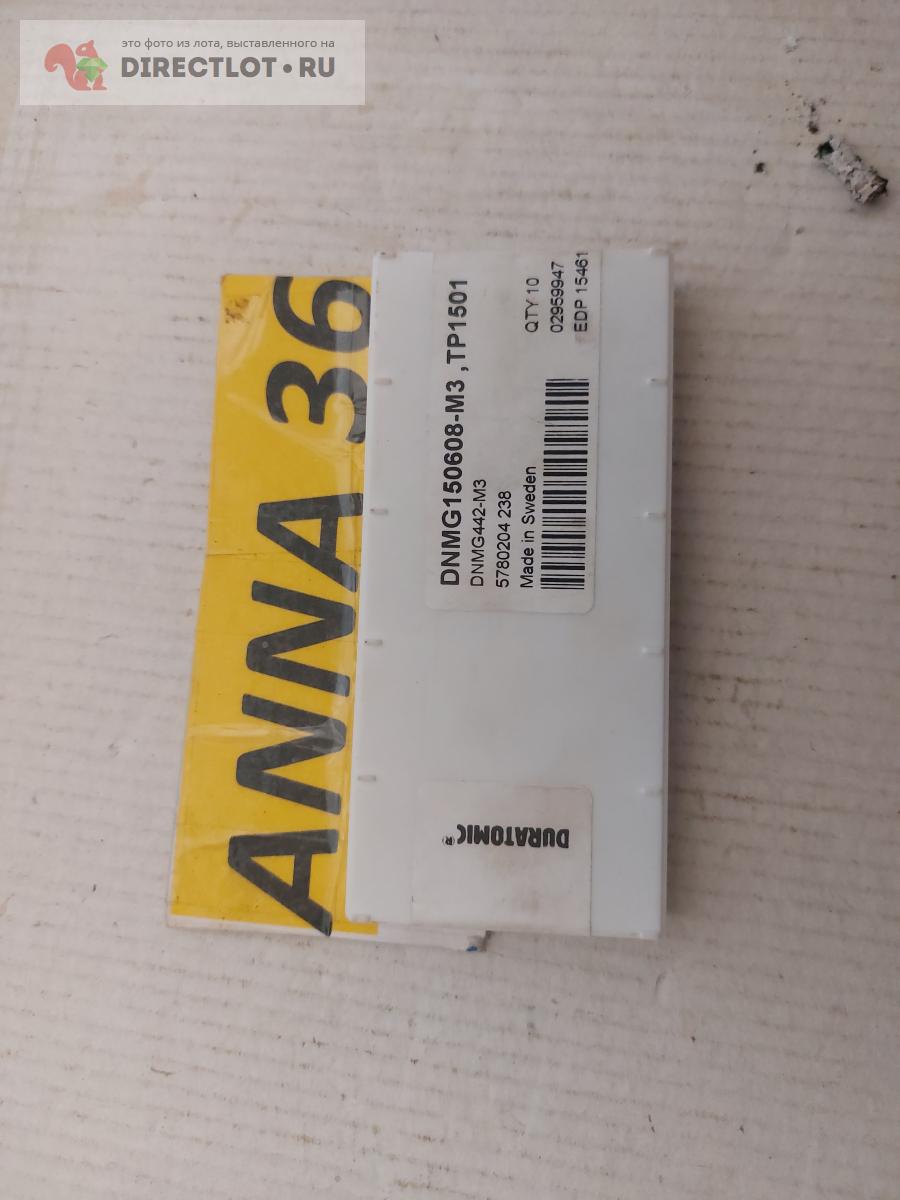 это фото из лота, выставленного на
DIRECTLOT•RU
ANNA 36
DNMG150608-M3 ,TP1501
DNMG442-M3
5780204 238
Made in Sweden
QTY 10
02959947
EDP 15461
DURATOMIC®